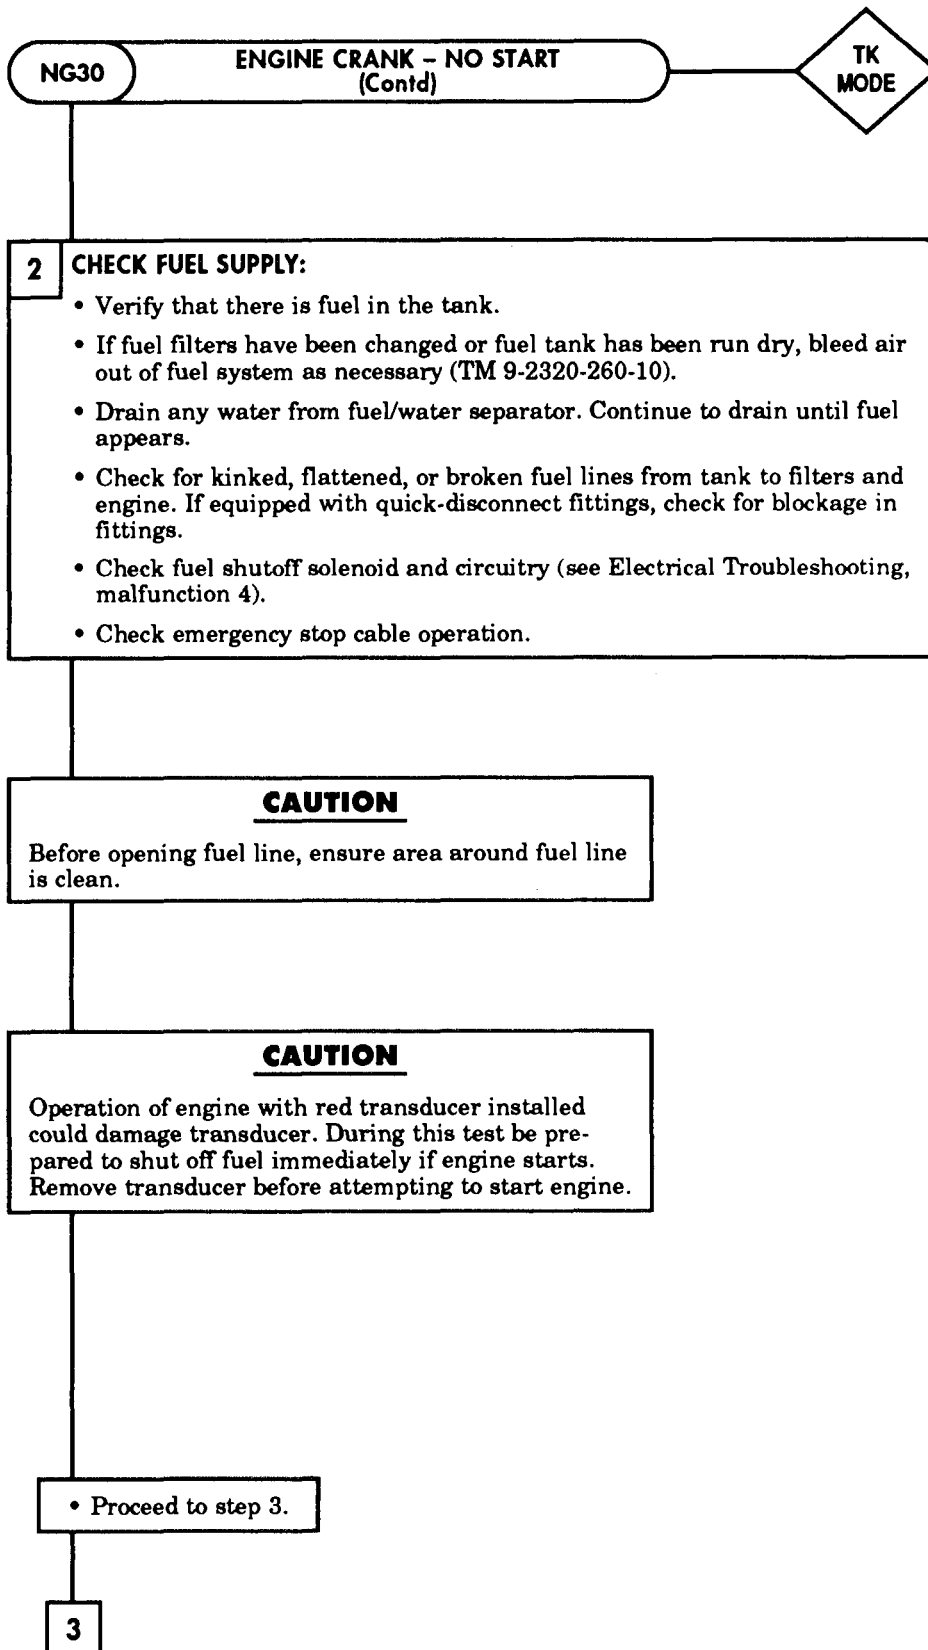 NG30
ENGINE CRANK – NO START
(Contd)
TK
MODE
2
CHECK FUEL SUPPLY:
• Verify that there is fuel in the tank.
• If fuel filters have been changed or fuel tank has been run dry, bleed air
out of fuel system as necessary (TM 9-2320-260-10).
• Drain any water from fuel/water separator. Continue to drain until fuel
appears.
• Check for kinked, flattened, or broken fuel lines from tank to filters and
engine. If equipped with quick-disconnect fittings, check for blockage in
fittings.
• Check fuel shutoff solenoid and circuitry (see Electrical Troubleshooting,
malfunction 4).
• Check emergency stop cable operation.
CAUTION
Before opening fuel line, ensure area around fuel line
is clean.
CAUTION
Operation of engine with red transducer installed
could damage transducer. During this test be pre-
pared to shut off fuel immediately if engine starts.
Remove transducer before attempting to start engine.
• Proceed to step 3.
3